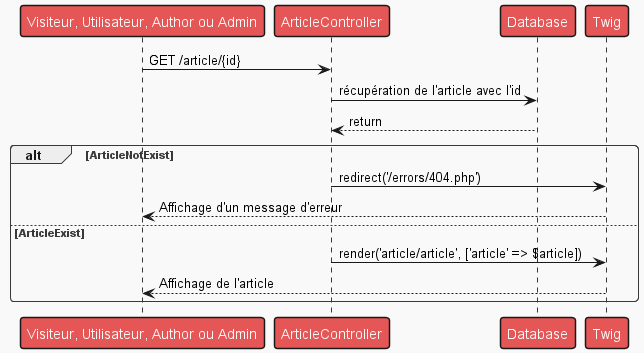 Visiteur, Utilisateur, Author ou Admin ArticleController Database Twig
GET /article/{id}
récupération de l'article avec l'id
return
alt [ArticleNotExist]
redirect('/errors/404.php')
Affichage d'un message d'erreur
[ArticleExist]
render('article/article', ['article' => $article])
Affichage de l'article
Visiteur, Utilisateur, Author ou Admin ArticleController Database Twig